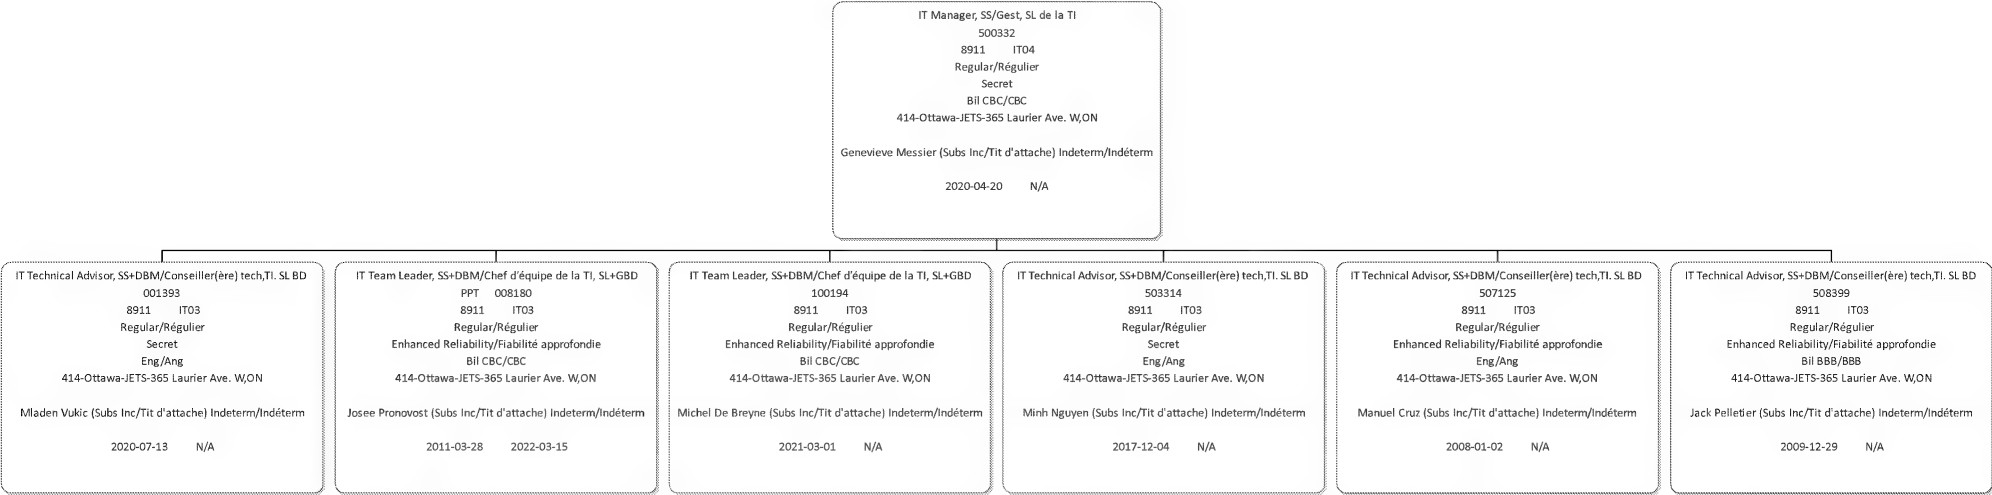 IT Manager, SS/Gest, SL de la TI
500332
8911 IT04
Regular/Régulier
Secret
Bil CBC/CBC
414-Ottawa-JETS-365 Laurier Ave. W,ON
Genevieve Messier (Subs Inc/Tit d'attache) Indeterm/Indéterm
2020-04-20 N/A
IT Technical Advisor, SS+DBM/Conseiller(ère) tech,TI. SL BD
001393
8911 IT03
Regular/Régulier
Secret
Eng/Ang
414-Ottawa-JETS-365 Laurier Ave. W,ON
Mladen Vukic (Subs Inc/Tit d'attache) Indeterm/Indéterm
2020-07-13 N/A
IT Team Leader, SS+DBM/Chef d'équipe de la TI, SL+GBD
PPT 008180
8911 IT03
Regular/Régulier
Enhanced Reliability/Fiabilité approfondie
Bil CBC/CBC
414-Ottawa-JETS-365 Laurier Ave. W,ON
Josee Pronovost (Subs Inc/Tit d'attache) Indeterm/Indéterm
2011-03-28 2022-03-15
IT Team Leader, SS+DBM/Chef d'équipe de la TI, SL+GBD
100194
8911 IT03
Regular/Régulier
Enhanced Reliability/Fiabilité approfondie
Bil CBC/CBC
414-Ottawa-JETS-365 Laurier Ave. W,ON
Michel De Breyne (Subs Inc/Tit d'attache) Indeterm/Indéterm
2021-03-01 N/A
IT Technical Advisor, SS+DBM/Conseiller(ère) tech,TI. SL BD
503314
8911 IT03
Regular/Régulier
Secret
Eng/Ang
414-Ottawa-JETS-365 Laurier Ave. W,ON
Minh Nguyen (Subs Inc/Tit d'attache) Indeterm/Indéterm
2017-12-04 N/A
IT Technical Advisor, SS+DBM/Conseiller(ère) tech,TI. SL BD
507125
8911 IT03
Regular/Régulier
Enhanced Reliability/Fiabilité approfondie
Eng/Ang
414-Ottawa-JETS-365 Laurier Ave. W,ON
Manuel Cruz (Subs Inc/Tit d'attache) Indeterm/Indéterm
2008-01-02 N/A
IT Technical Advisor, SS+DBM/Conseiller(ère) tech,TI. SL BD
508399
8911 IT03
Regular/Régulier
Enhanced Reliability/Fiabilité approfondie
Bil BBB/BBB
414-Ottawa-JETS-365 Laurier Ave. W,ON
Jack Pelletier (Subs Inc/Tit d'attache) Indeterm/Indéterm
2009-12-29 N/A